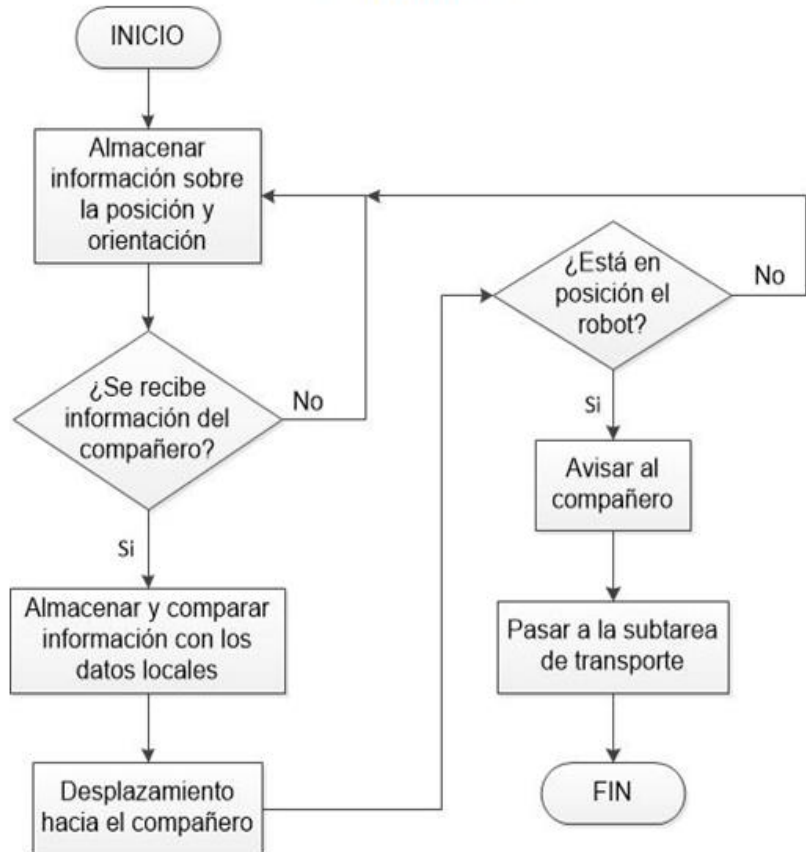 INICIO
Almacenar
información sobre
la posición y
orientación
¿Se recibe
información del
compañero?
No
Si
Almacenar y comparar
información con los
datos locales
Desplazamiento
hacia el compañero
¿Está en
posición el
robot?
No
Si
Avisar al
compañero
Pasar a la subtarea
de transporte
FIN